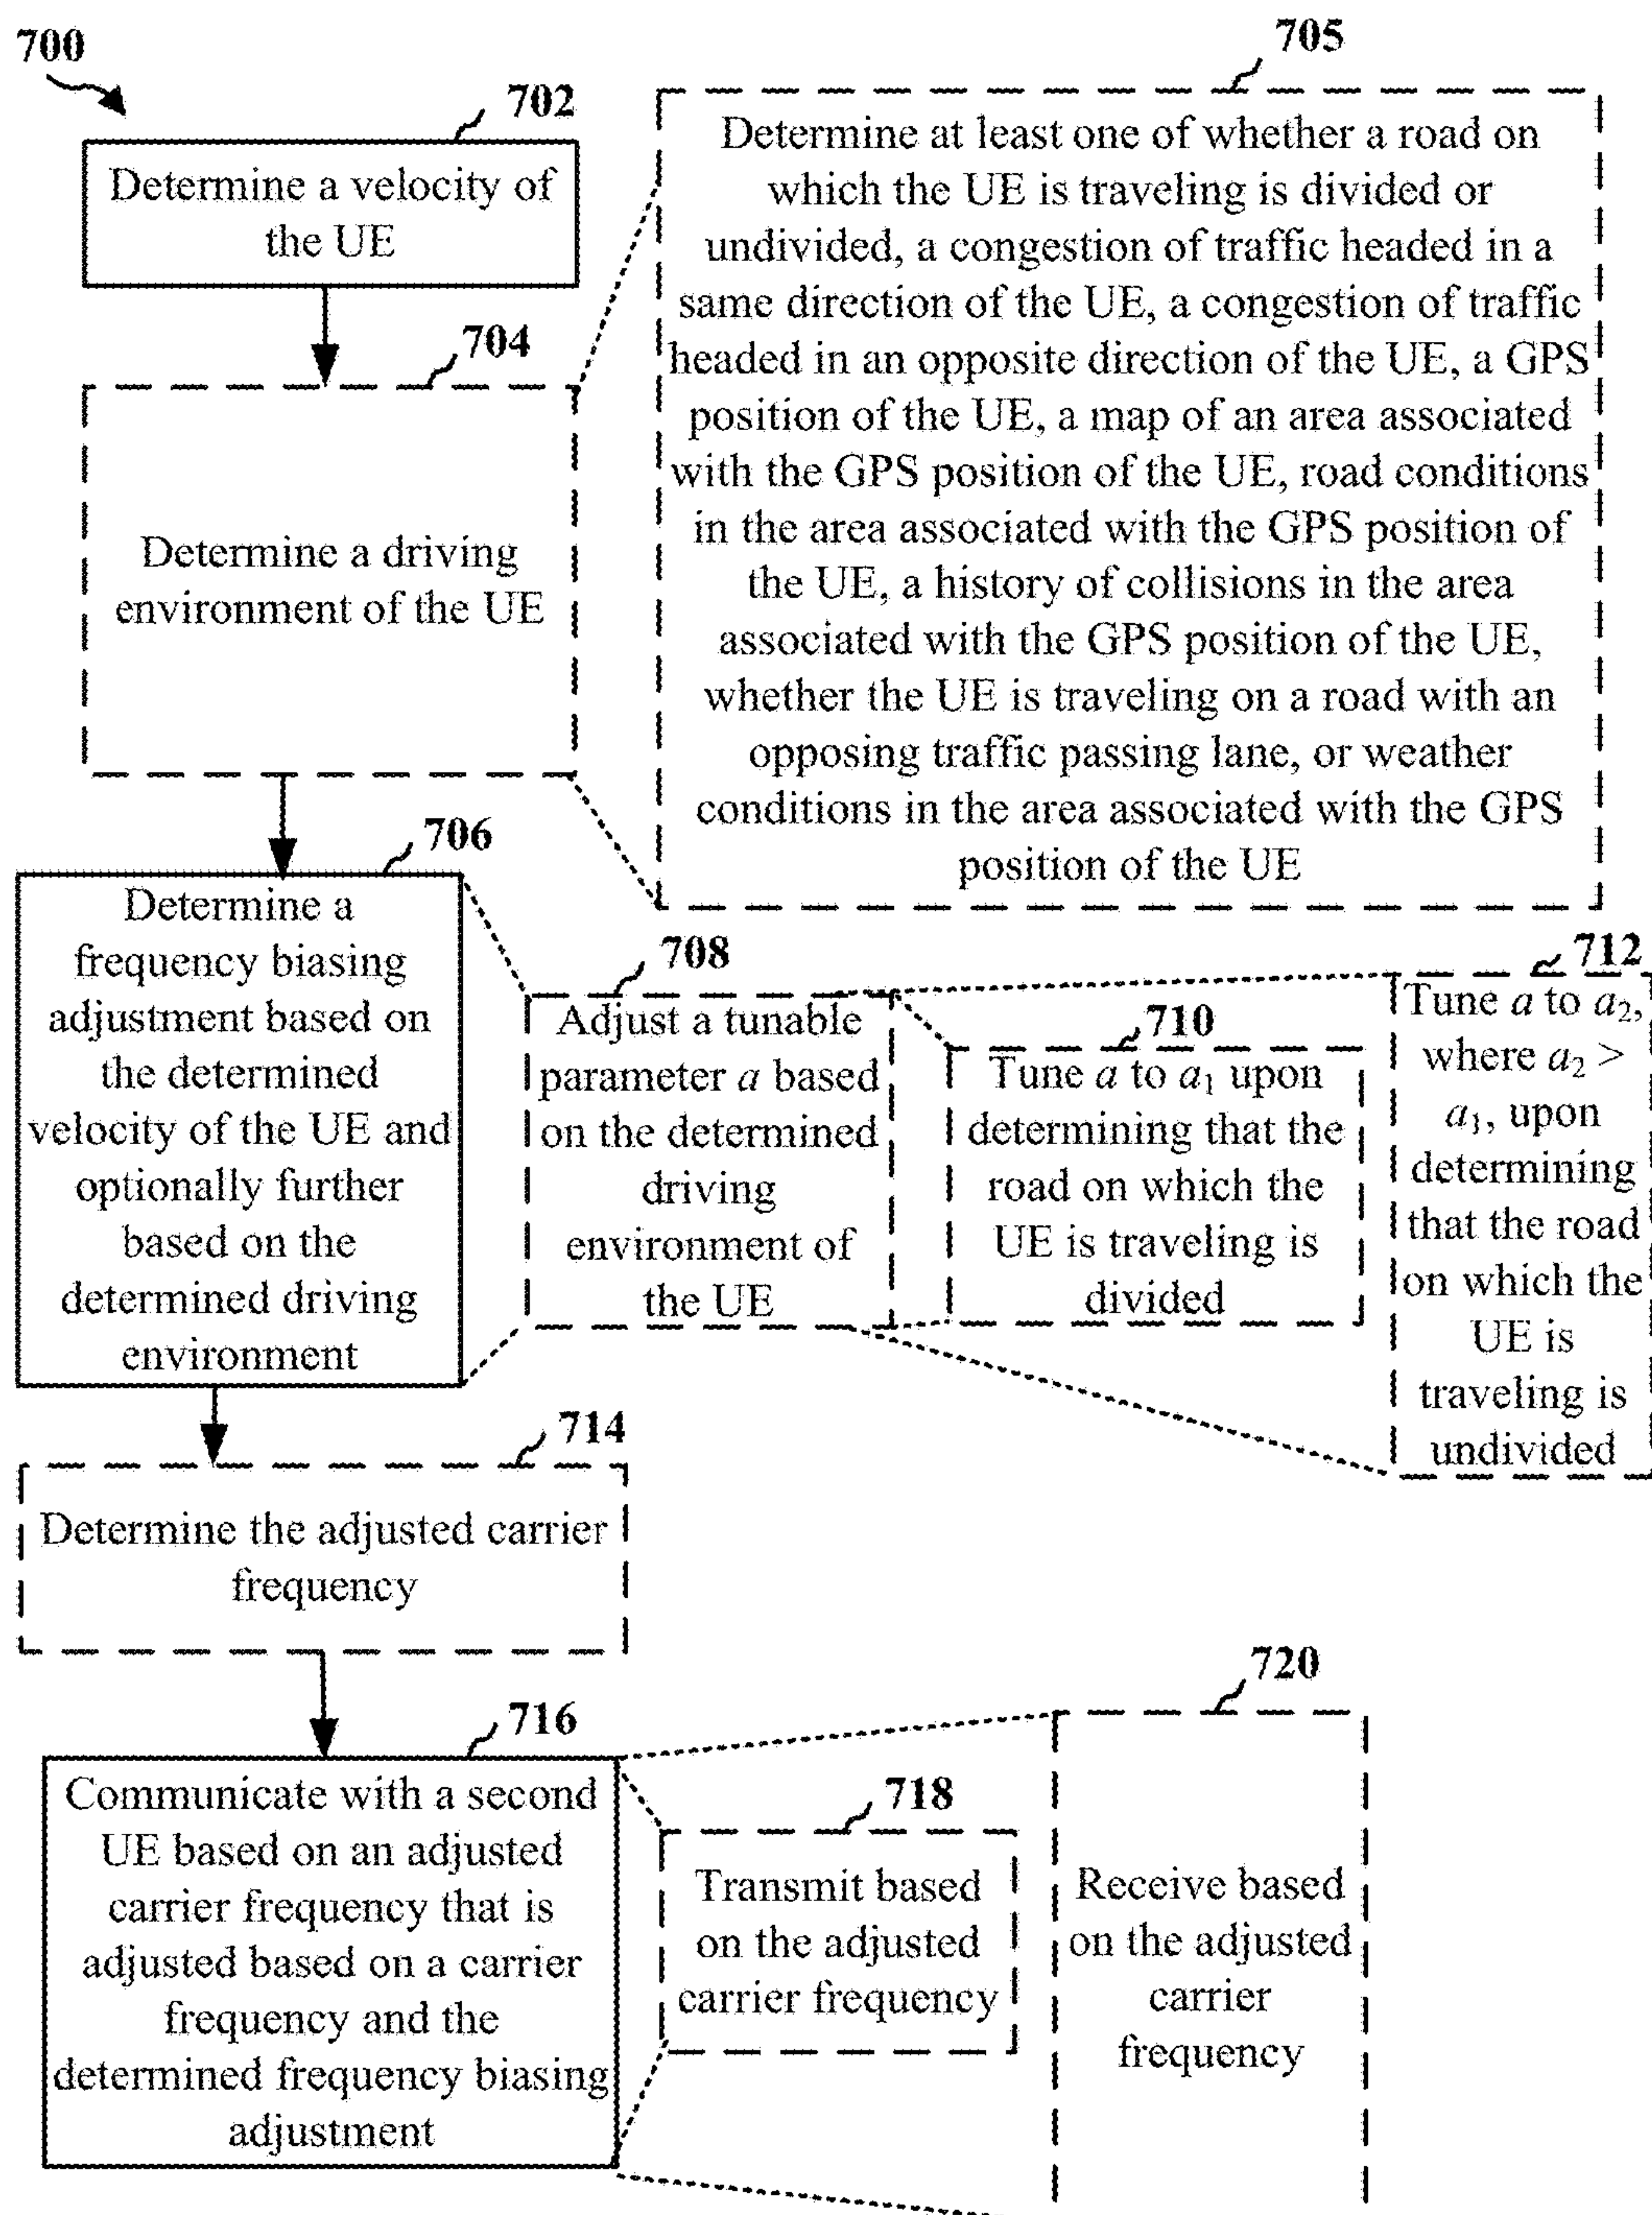 700
702
Determine a velocity of
the UE
704
Determine a driving
environment of the UE
705
Determine at least one of whether a road on
which the UE is traveling is divided or
undivided, a congestion of traffic headed in a
same direction of the UE, a congestion of traffic
headed in an opposite direction of the UE, a GPS
position of the UE, a map of an area associated
with the GPS position of the UE, road conditions
in the area associated with the GPS position of
the UE, a history of collisions in the area
associated with the GPS position of the UE,
whether the UE is traveling on a road with an
opposing traffic passing lane, or weather
conditions in the area associated with the GPS
position of the UE
706
Determine a
frequency biasing
adjustment based on
the determined
velocity of the UE and
optionally further
based on the
determined driving
environment
708
Adjust a tunable
parameter a based
on the determined
driving
environment of
the UE
710
Tune a to a₁ upon
determining that the
road on which the
UE is traveling is
divided
712
Tune a to a₂,
where a₂ >
a₁, upon
determining
that the road
on which the
UE is
traveling is
undivided
714
Determine the adjusted carrier
frequency
716
Communicate with a second
UE based on an adjusted
carrier frequency that is
adjusted based on a carrier
frequency and the
determined frequency biasing
adjustment
718
Transmit based
on the adjusted
carrier frequency
720
Receive based
on the adjusted
carrier
frequency